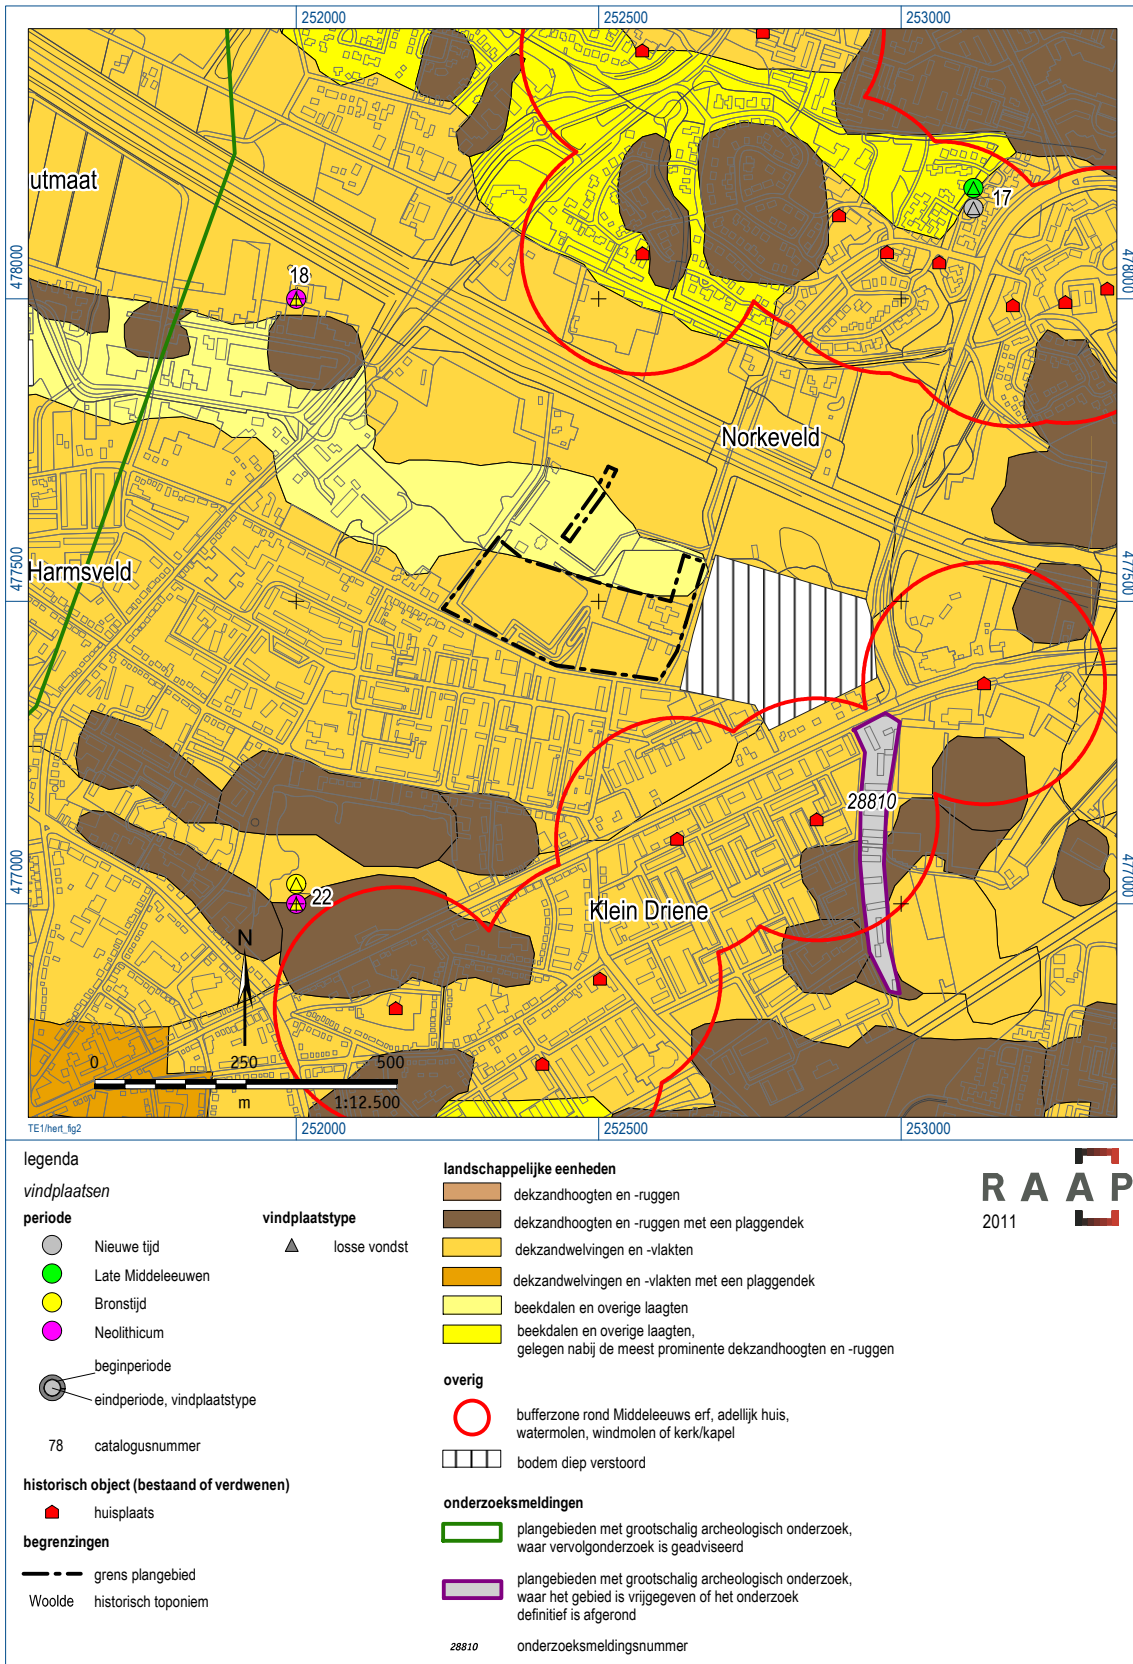 252000
252500
253000
utmaat
17
18
478000
478000
Norkeveld
Harmsveld
477500
477500
28810
22
477000
477000
Klein Driene
N
0
250
500
m
1:12.500
TE1/hert_fig2
252000
252500
253000
legenda
vindplaatsen
periode
Nieuwe tijd
Late Middeleeuwen
Bronstijd
Neolithicum
beginperiode
eindperiode, vindplaatstype
78
catalogusnummer
historisch object (bestaand of verdwenen)
huisplaats
begrenzingen
grens plangebied
Woolde
historisch toponiem
vindplaatstype
losse vondst
landschappelijke eenheden
dekzandhoogten en -ruggen
dekzandhoogten en -ruggen met een plaggendek
dekzandwelvingen en -vlakten
dekzandwelvingen en -vlakten met een plaggendek
beekdalen en overige laagten
beekdalen en overige laagten,
gelegen nabij de meest prominente dekzandhoogten en -ruggen
overig
bufferzone rond Middeleeuws erf, adellijk huis,
watermolen, windmolen of kerk/kapel
bodem diep verstoord
onderzoeksmeldingen
plangebieden met grootschalig archeologisch onderzoek,
waar vervolgonderzoek is geadviseerd
plangebieden met grootschalig archeologisch onderzoek,
waar het gebied is vrijgegeven of het onderzoek
definitief is afgerond
28810
onderzoeksmeldingsnummer
RAAP
2011